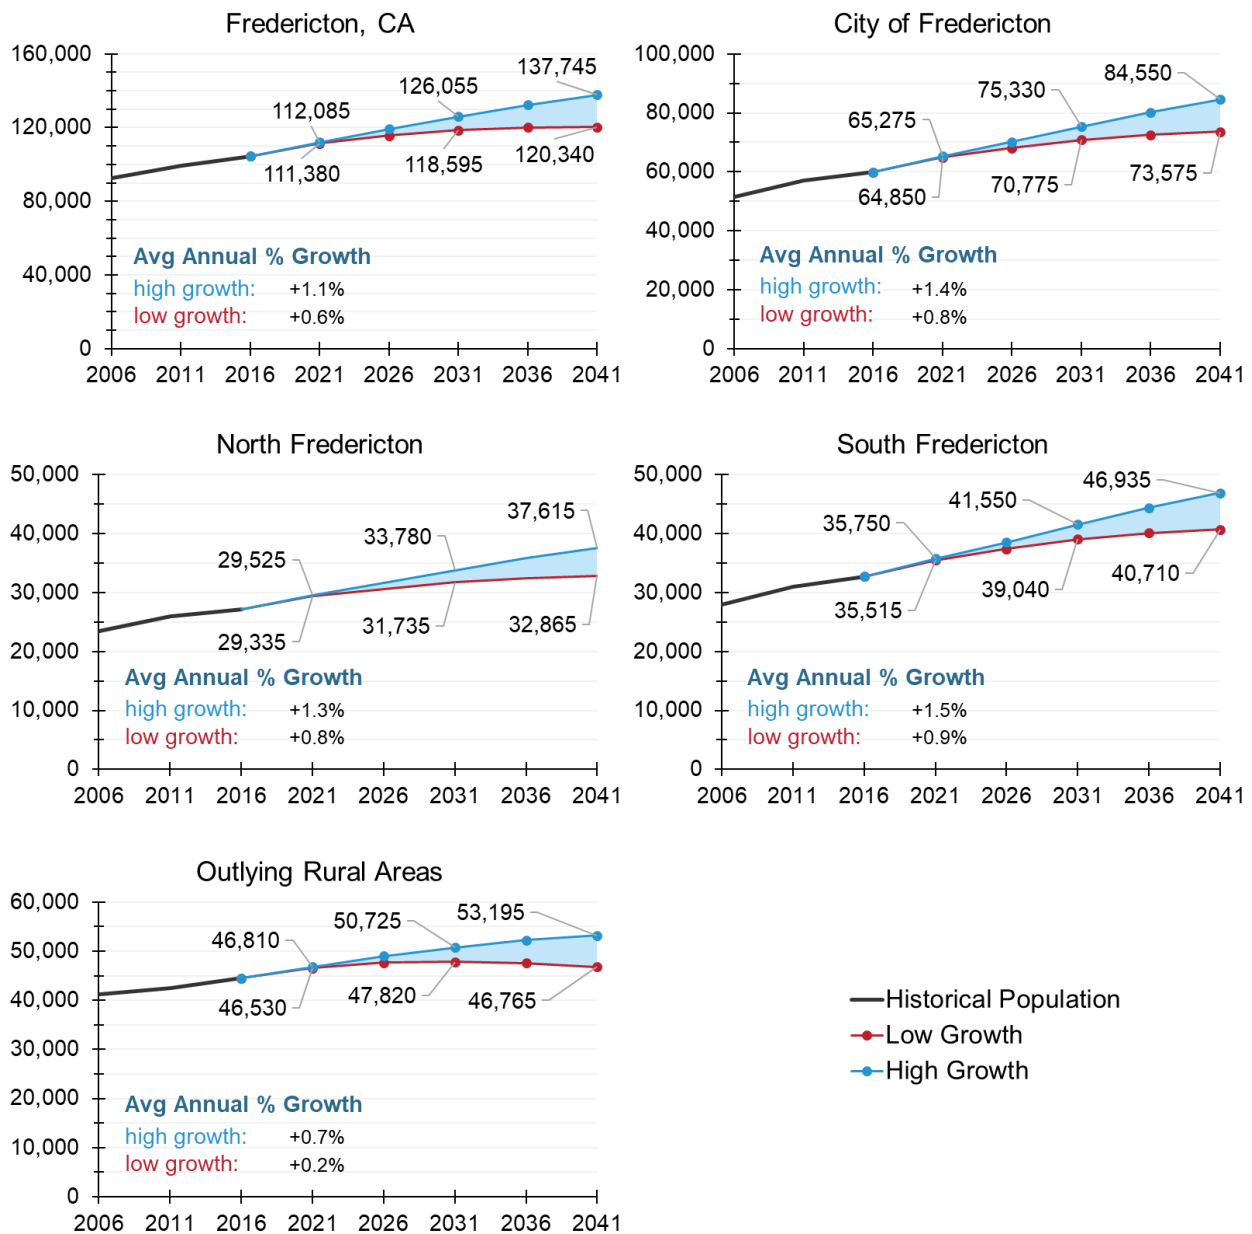 Fredericton, CA
160,000
120,000
80,000
40,000
0
137,745
126,055
112,085
111,380
118,595
120,340
Avg Annual % Growth
high growth: +1.1%
low growth: +0.6%
2006 2011 2016 2021 2026 2031 2036 2041
City of Fredericton
100,000
80,000
60,000
40,000
20,000
0
84,550
75,330
65,275
64,850
70,775
73,575
Avg Annual % Growth
high growth: +1.4%
low growth: +0.8%
2006 2011 2016 2021 2026 2031 2036 2041
North Fredericton
50,000
40,000
30,000
20,000
10,000
0
37,615
33,780
29,525
29,335
31,735
32,865
Avg Annual % Growth
high growth: +1.3%
low growth: +0.8%
2006 2011 2016 2021 2026 2031 2036 2041
South Fredericton
50,000
40,000
30,000
20,000
10,000
0
46,935
41,550
35,750
35,515
39,040
40,710
Avg Annual % Growth
high growth: +1.5%
low growth: +0.9%
2006 2011 2016 2021 2026 2031 2036 2041
Outlying Rural Areas
60,000
50,000
40,000
30,000
20,000
10,000
0
53,195
50,725
46,810
46,530
47,820
46,765
Avg Annual % Growth
high growth: +0.7%
low growth: +0.2%
2006 2011 2016 2021 2026 2031 2036 2041
Historical Population
Low Growth
High Growth